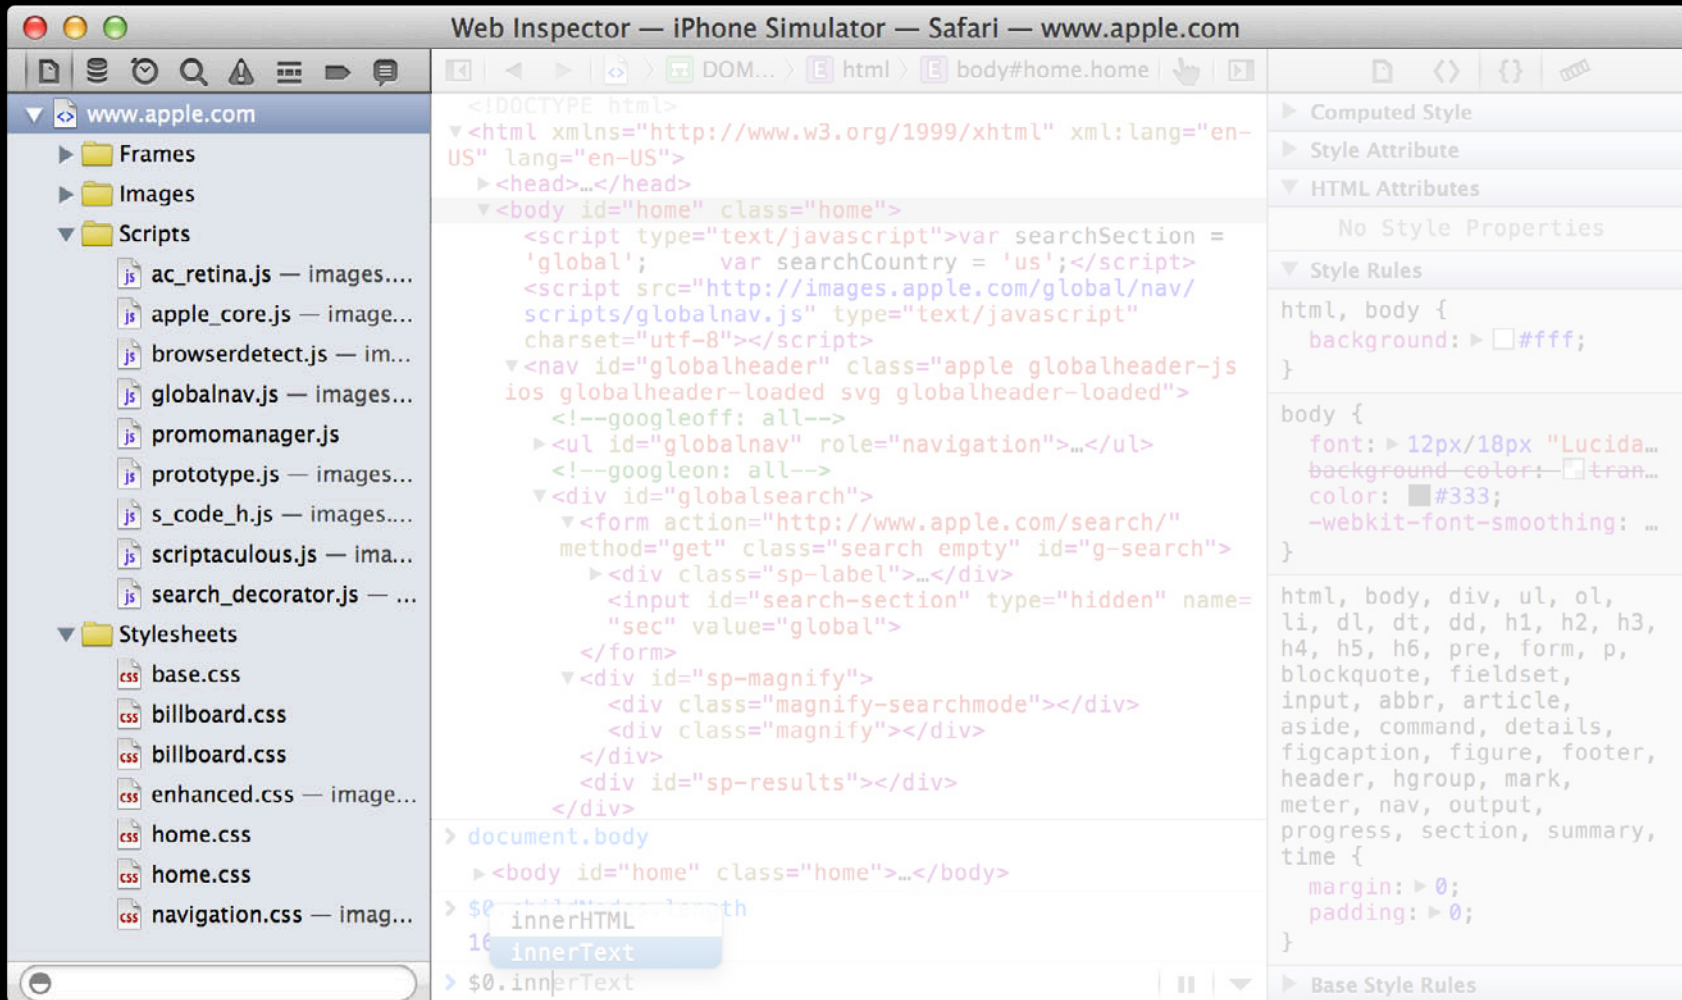 Web Inspector — iPhone Simulator — Safari — www.apple.com
DOM... html body#home.home
www.apple.com
Frames
Images
Scripts
ac_retina.js — images....
apple_core.js — image...
browserdetect.js — im...
globalnav.js — images...
promomanager.js
prototype.js — images...
s_code_h.js — images....
scriptaculous.js — ima...
search_decorator.js — ...
Stylesheets
base.css
billboard.css
billboard.css
enhanced.css — image...
home.css
home.css
navigation.css — imag...
<!DOCTYPE html>
<html xmlns="http://www.w3.org/1999/xhtml" xml:lang="en-
US" lang="en-US">
<head>…</head>
<body id="home" class="home">
<script type="text/javascript">var searchSection =
'global'; var searchCountry = 'us';</script>
<script src="http://images.apple.com/global/nav/
scripts/globalnav.js" type="text/javascript"
charset="utf-8"></script>
<nav id="globalheader" class="apple globalheader-js
ios globalheader-loaded svg globalheader-loaded">
<!--googleoff: all-->
<ul id="globalnav" role="navigation">…</ul>
<!--googleon: all-->
<div id="globalsearch">
<form action="http://www.apple.com/search/"
method="get" class="search empty" id="g-search">
<div class="sp-label">…</div>
<input id="search-section" type="hidden" name=
"sec" value="global">
</form>
<div id="sp-magnify">
<div class="magnify-searchmode"></div>
<div class="magnify"></div>
</div>
<div id="sp-results"></div>
</div>
> document.body
<body id="home" class="home">…</body>
> $0.childNodes.length
16
innerHTML
innerText
> $0.innerText
Computed Style
Style Attribute
HTML Attributes
No Style Properties
Style Rules
html, body {
background: #fff;
}
body {
font: 12px/18px "Lucida…
background-color: tran…
color: #333;
-webkit-font-smoothing: …
}
html, body, div, ul, ol,
li, dl, dt, dd, h1, h2, h3,
h4, h5, h6, pre, form, p,
blockquote, fieldset,
input, abbr, article,
aside, command, details,
figcaption, figure, footer,
header, hgroup, mark,
meter, nav, output,
progress, section, summary,
time {
margin: 0;
padding: 0;
}
Base Style Rules